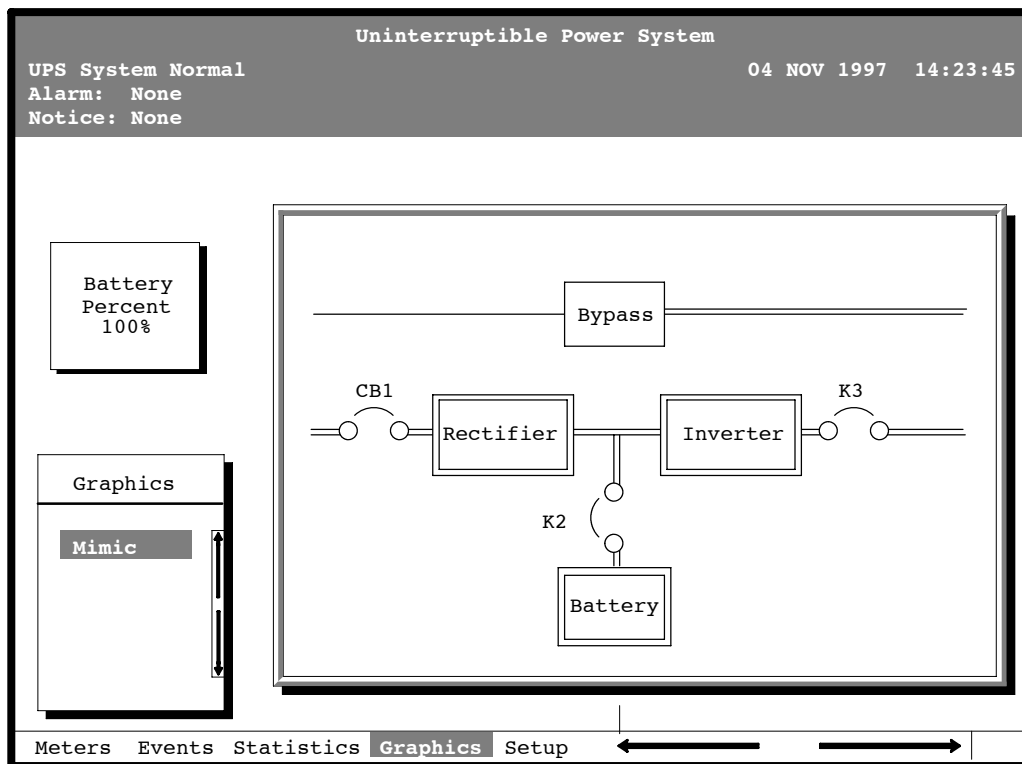 Uninterruptible Power System
UPS System Normal 04 NOV 1997 14:23:45
Alarm: None
Notice: None
Battery
Percent
100%
Bypass
CB1
K3
Rectifier
Inverter
Graphics
K2
Mimic
Battery
Meters Events Statistics Graphics Setup